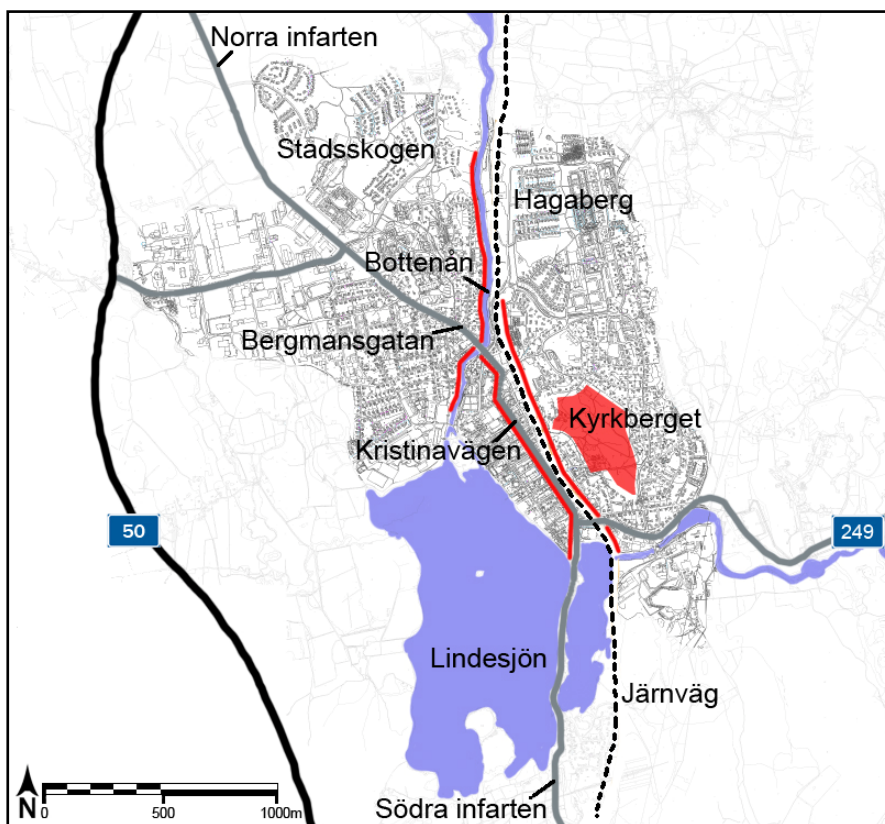 Norra infarten
Stadsskogen
Hagaberg
Bottenån
Bergmansgatan
Kyrkberget
Kristinavägen
50
249
Lindesjön
Järnväg
N
0
500
1000m
Södra infarten